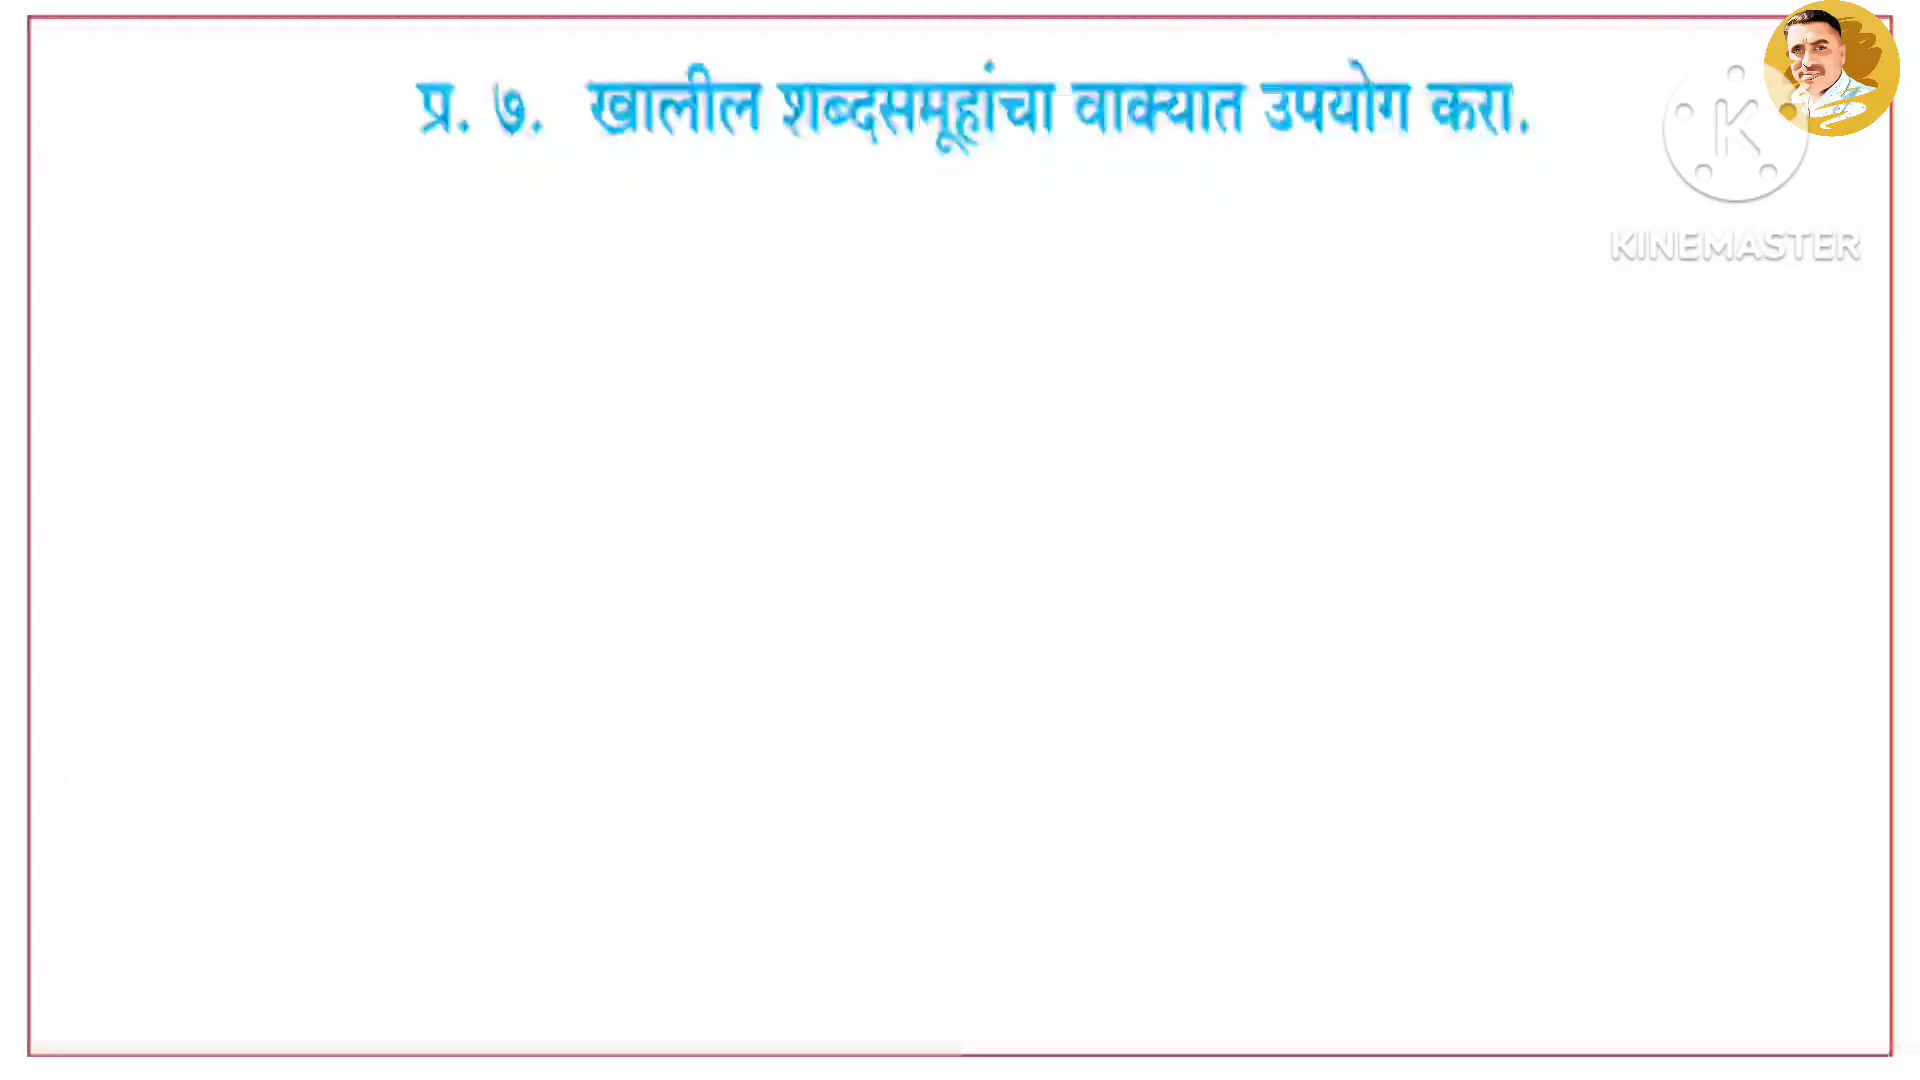 प्र. ७. खालील शब्दसमूहांचा वाक्यात उपयोग करा.
K
KINEMASTER